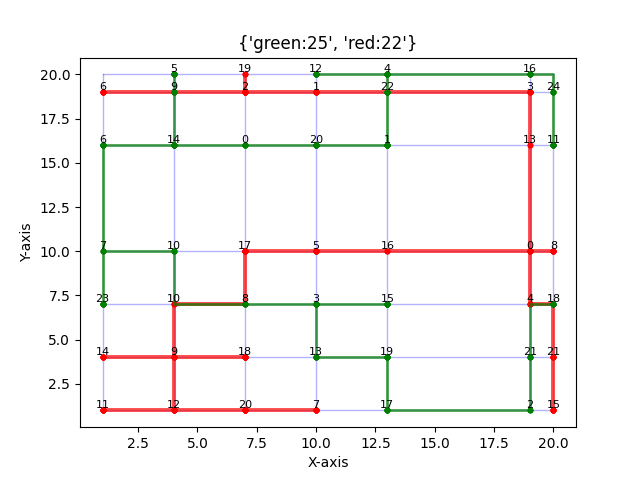 {'green:25', 'red:22'}
5 19 12 4 16
20.0
6 9 2 1 22 3 24
17.5
6 14 0 20 1 13 11
15.0
12.5
7 10 17 5 16 0 8
10.0
23 10 8 3 15 4 18
7.5
5.0
14 9 18 13 19 21 21
2.5
11 12 20 7 17 2 15
2.5 5.0 7.5 10.0 12.5 15.0 17.5 20.0
X-axis
Y-axis